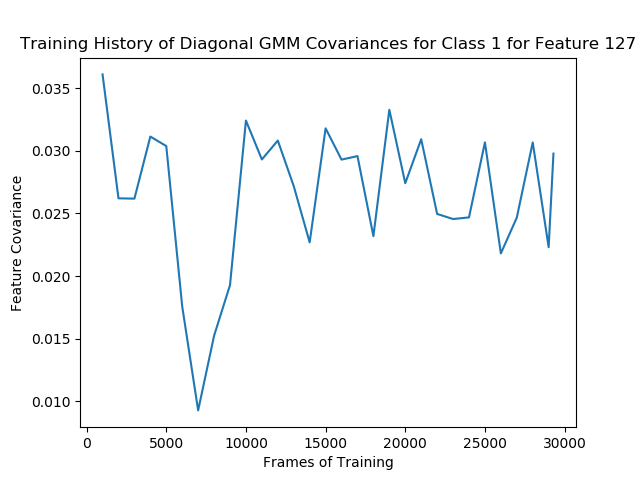 Training History of Diagonal GMM Covariances for Class 1 for Feature 127
0.035
0.030
0.025
0.020
0.015
0.010
Feature Covariance
0 5000 10000 15000 20000 25000 30000
Frames of Training